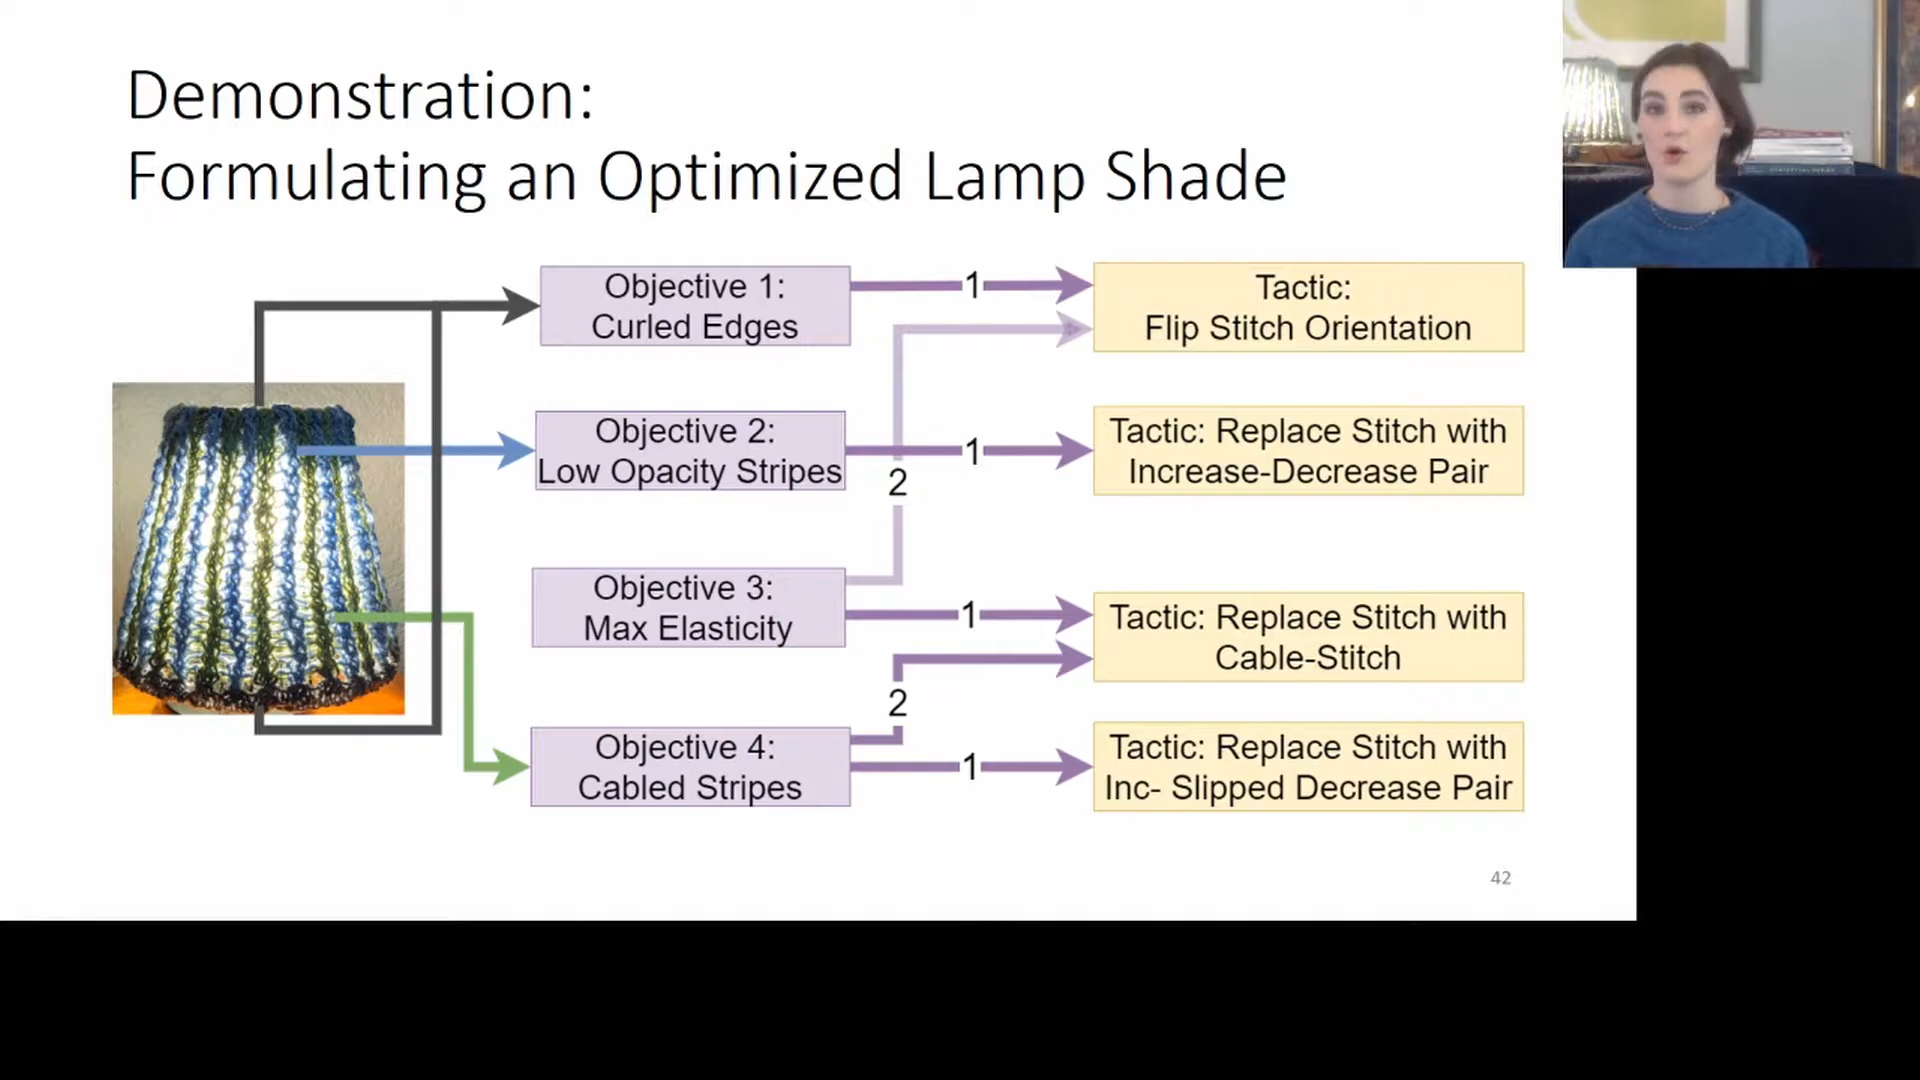 Demonstration:
Formulating an Optimized Lamp Shade
Objective 1:
Curled Edges
1
Tactic:
Flip Stitch Orientation
Objective 2:
Low Opacity Stripes
1
Tactic: Replace Stitch with
Increase-Decrease Pair
2
Objective 3:
Max Elasticity
1
Tactic: Replace Stitch with
Cable-Stitch
2
Objective 4:
Cabled Stripes
1
Tactic: Replace Stitch with
Inc- Slipped Decrease Pair
42